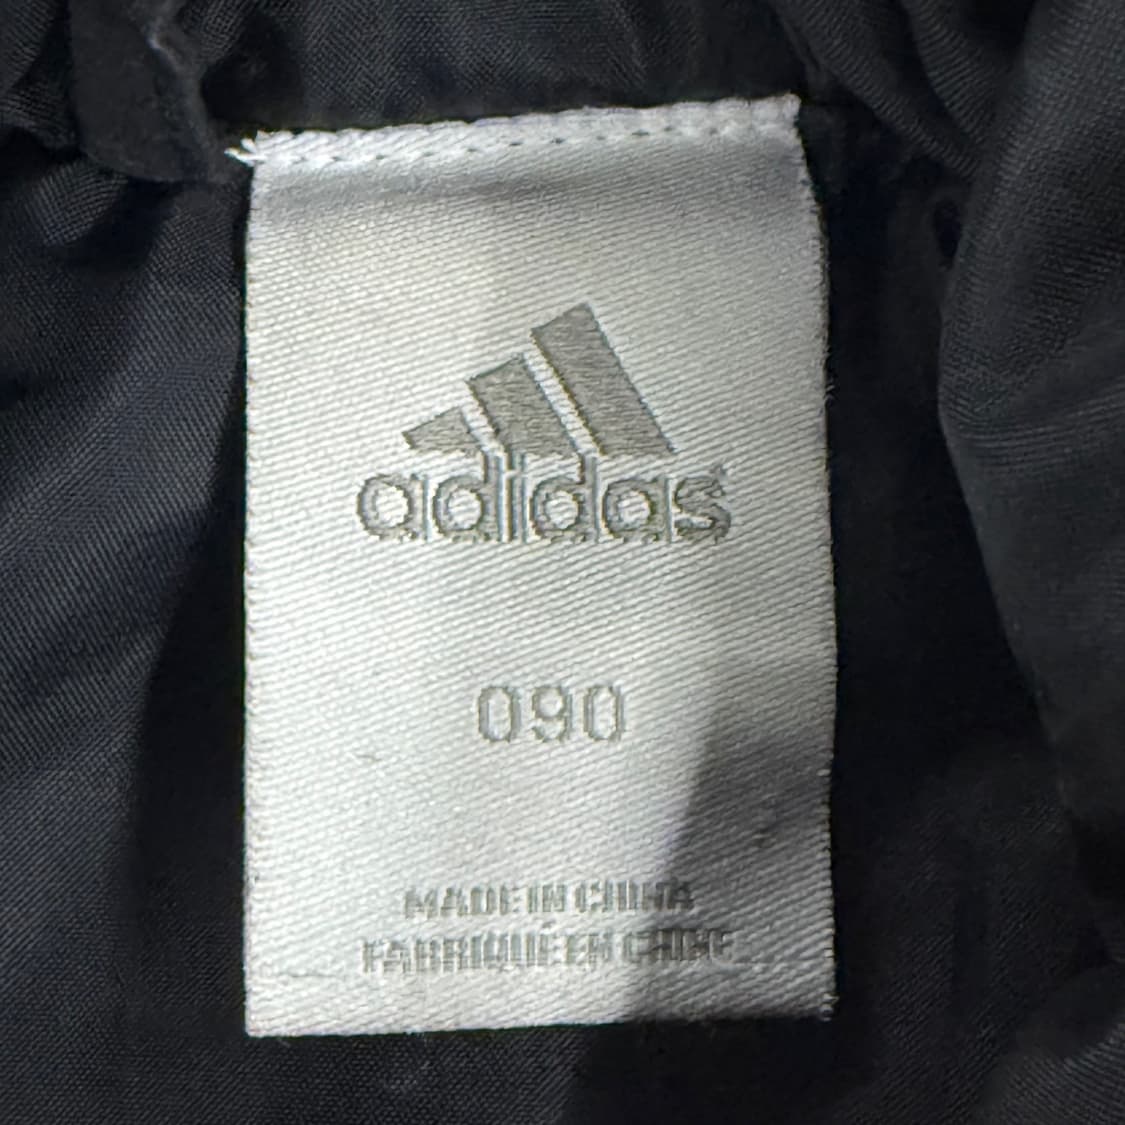 adidas
090
MADE IN CHINA
FABRIQUÉ EN CHINE